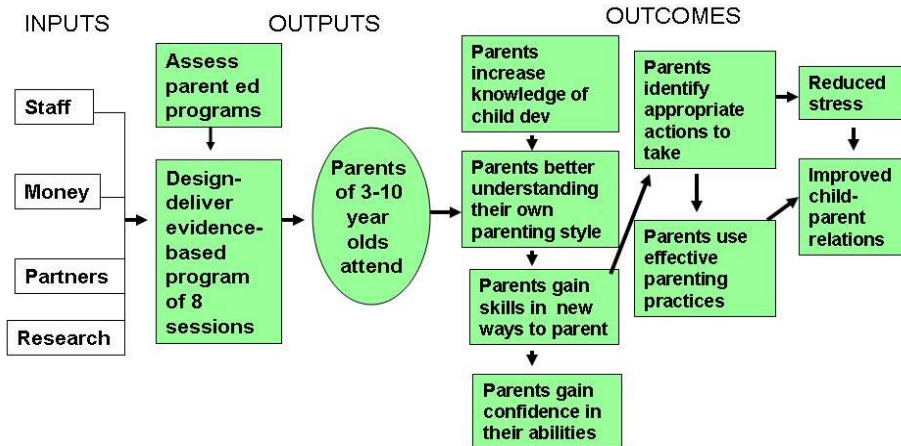 INPUTS
OUTPUTS
OUTCOMES
Staff
Money
Partners
Research
Assess
parent ed
programs
Design-
deliver
evidence-
based
program
of 8
sessions
Parents
of 3-10
year
olds
attend
Parents
increase
knowledge of
child dev
Parents better
understanding
their own
parenting style
Parents gain
skills in new
ways to parent
Parents gain
confidence in
their abilities
Parents
identify
appropriate
actions to
take
Parents use
effective
parenting
practices
Reduced
stress
Improved
child-
parent
relations